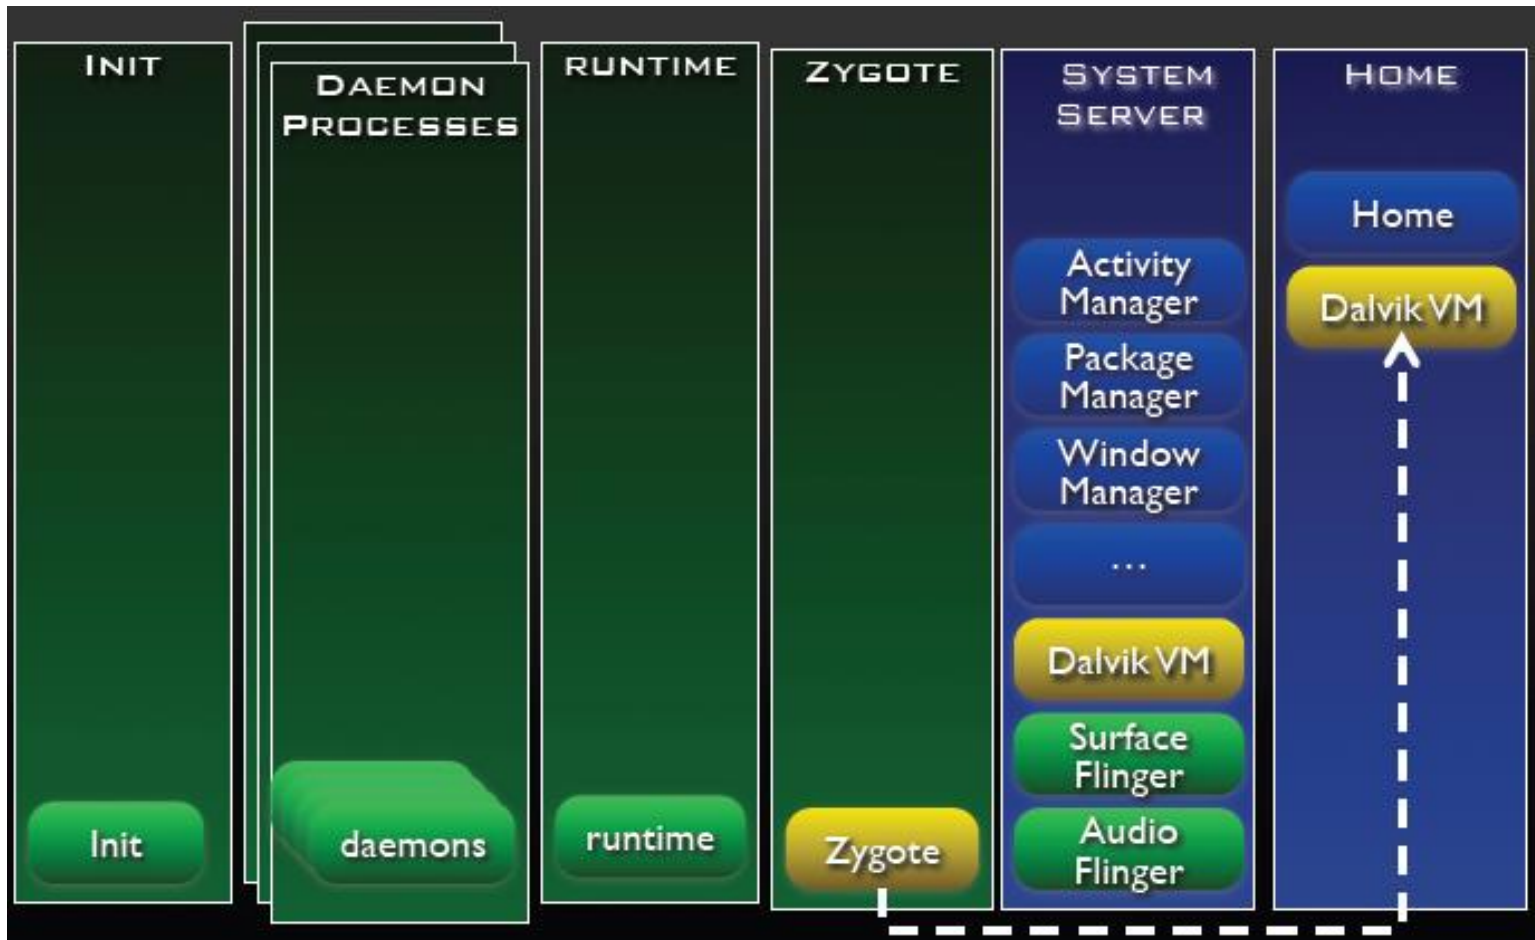 INIT
Init
DAEMON
PROCESSES
daemons
RUNTIME
runtime
ZYGOTE
Zygote
SYSTEM
SERVER
Activity
Manager
Package
Manager
Window
Manager
...
Dalvik VM
Surface
Flinger
Audio
Flinger
HOME
Home
Dalvik VM